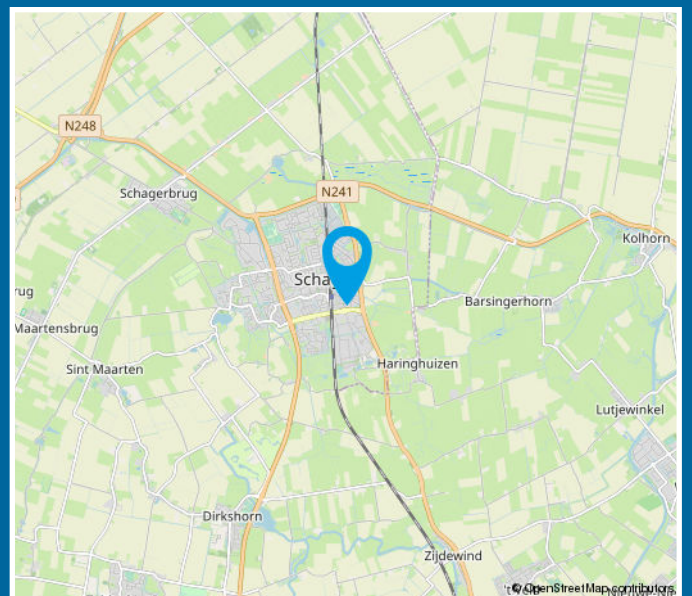 N248
Schagerbrug
N241
Kolhorn
Scha
Barsingerhorn
rug
Maartensbrug
Haringhuizen
Sint Maarten
Lutjewinkel
Dirkshorn
Zijdewind
© OpenStreetMap contributors